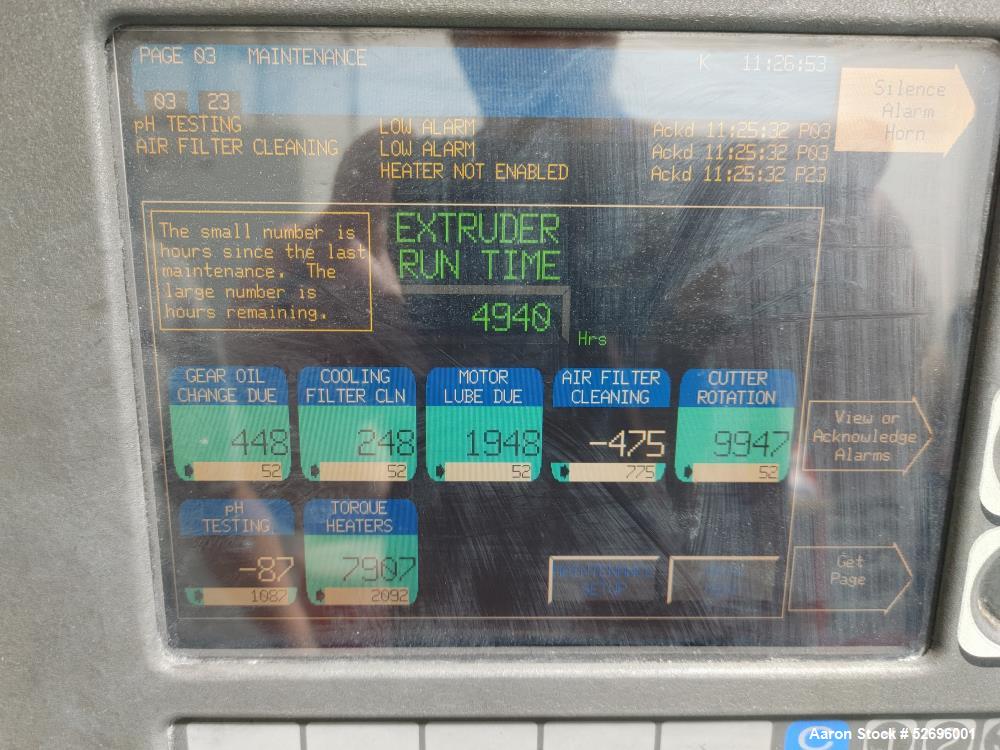 PAGE 03 MAINTENANCE K 11:26:53
Silence
Alarm
Horn
03 23
pH TESTING LOW ALARM Ackd 11:25:32 P03
AIR FILTER CLEANING LOW ALARM Ackd 11:25:32 P03
HEATER NOT ENABLED Ackd 11:25:32 P23
The small number is
hours since the last
maintenance. The
large number is
hours remaining.
EXTRUDER
RUN TIME
4940
Hrs
GEAR OIL
CHANGE DUE
448
52
COOLING
FILTER CLN
248
52
MOTOR
LUBE DUE
1948
52
AIR FILTER
CLEANING
-475
775
CUTTER
ROTATION
9947
52
View or
Acknowledge
Alarms
pH
TESTING
-87
1087
TORQUE
HEATERS
7907
2092
MAINTENANCE
SETUP
Get
Page
Aaron Stock # 52696001